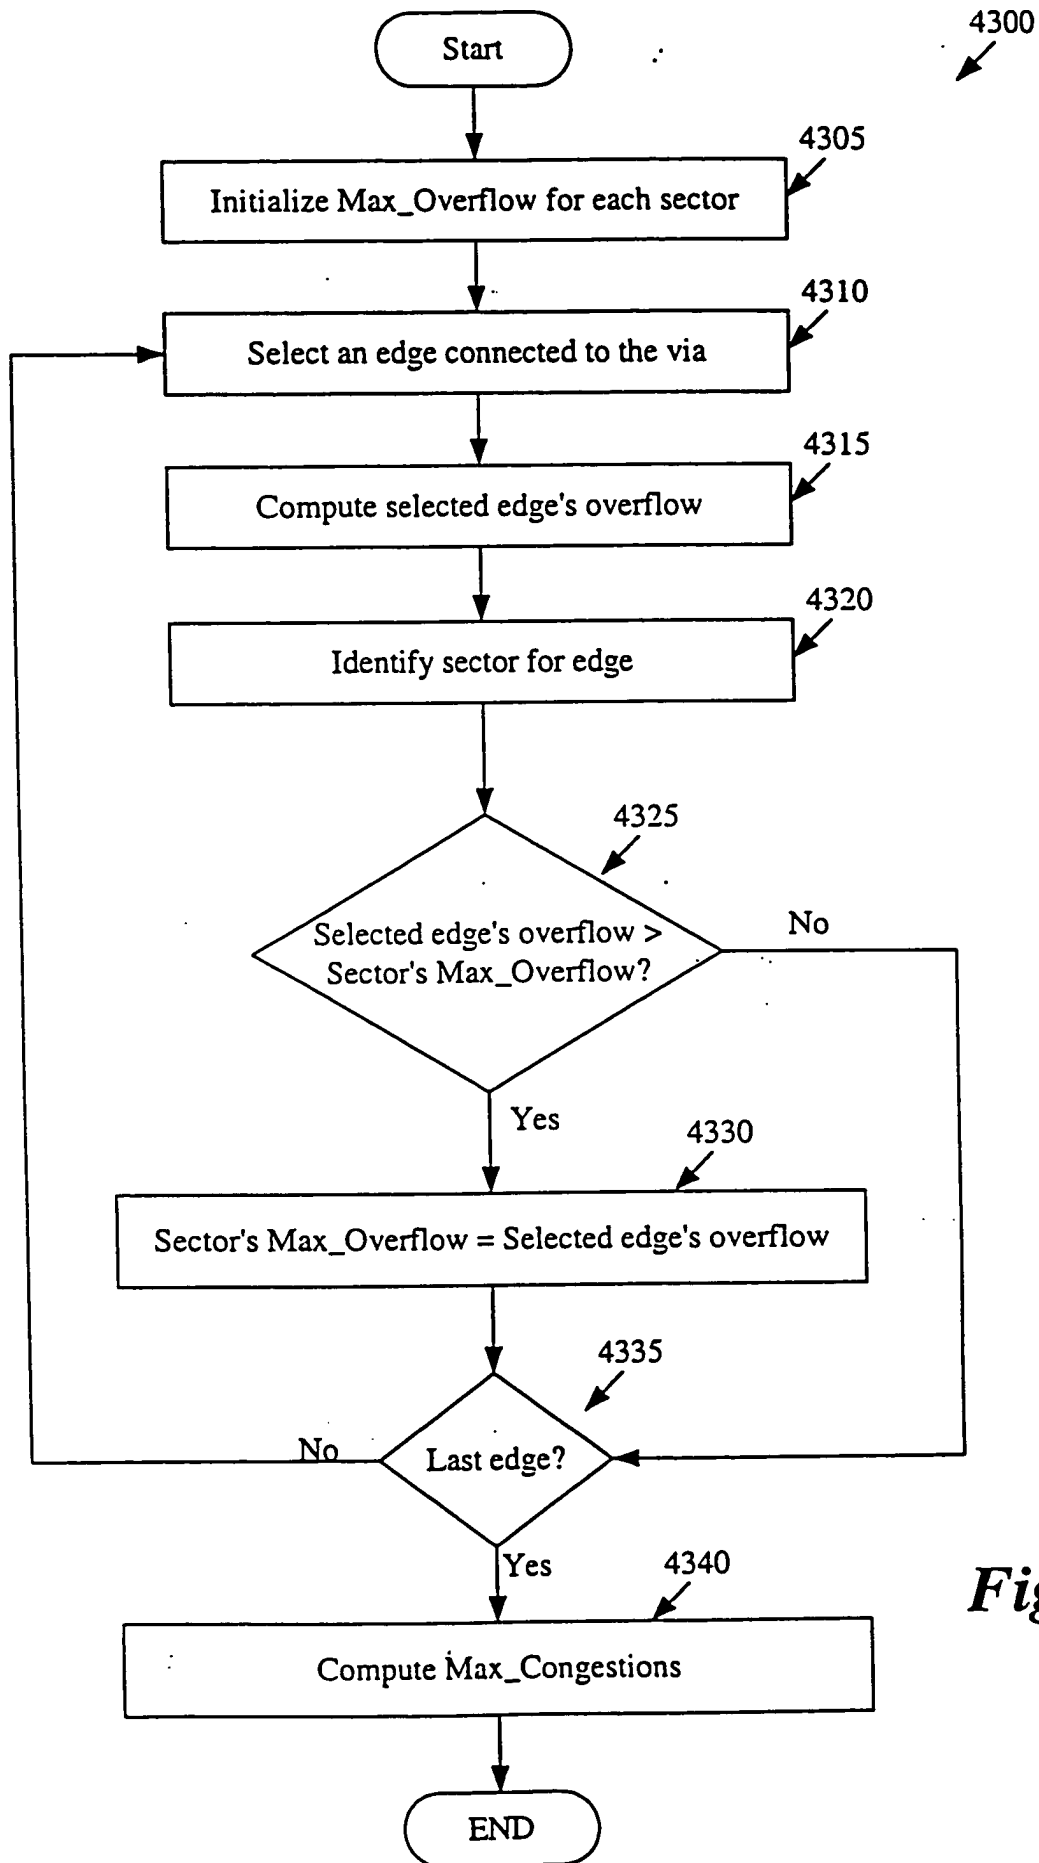 Start
4300
4305
Initialize Max_Overflow for each sector
4310
Select an edge connected to the via
4315
Compute selected edge's overflow
4320
Identify sector for edge
4325
Selected edge's overflow >
Sector's Max_Overflow?
No
Yes
4330
Sector's Max_Overflow = Selected edge's overflow
4335
No
Last edge?
Yes
4340
Compute Max_Congestions
END